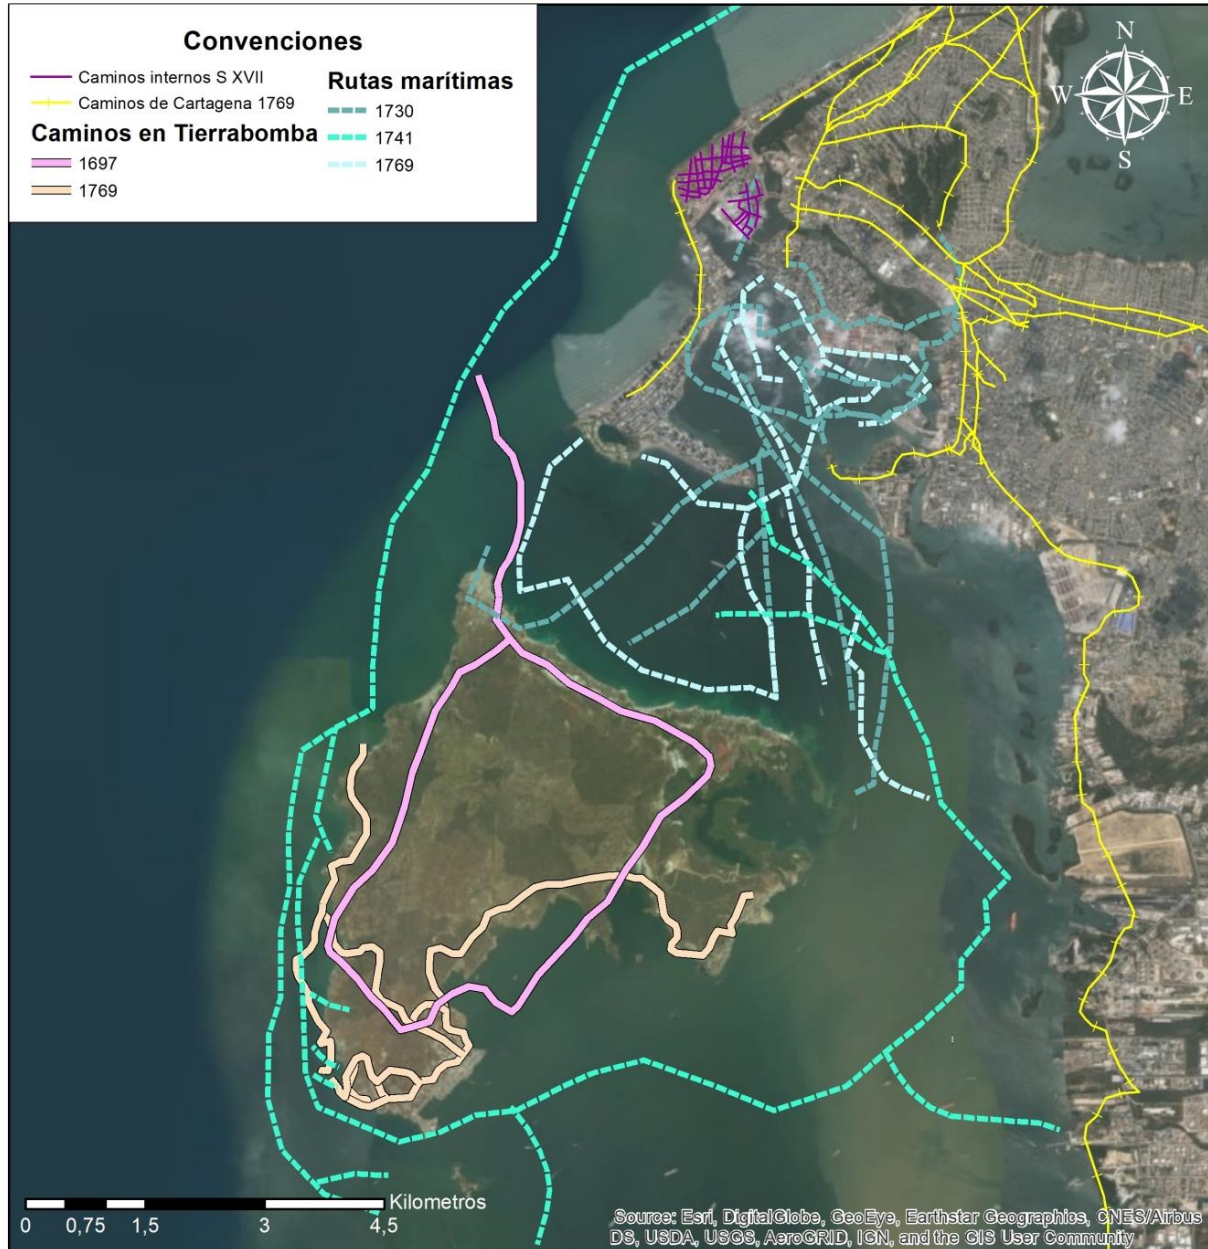 Convenciones
Caminos internos S XVII
Caminos de Cartagena 1769
Caminos en Tierrabomba
1697
1769
Rutas marítimas
1730
1741
1769
N
W E
S
Kilometros
0 0,75 1,5 3 4,5
Source: Esri, DigitalGlobe, GeoEye, Earthstar Geographics, CNES/Airbus
DS, USDA, USGS, AeroGRID, IGN, and the GIS User Community